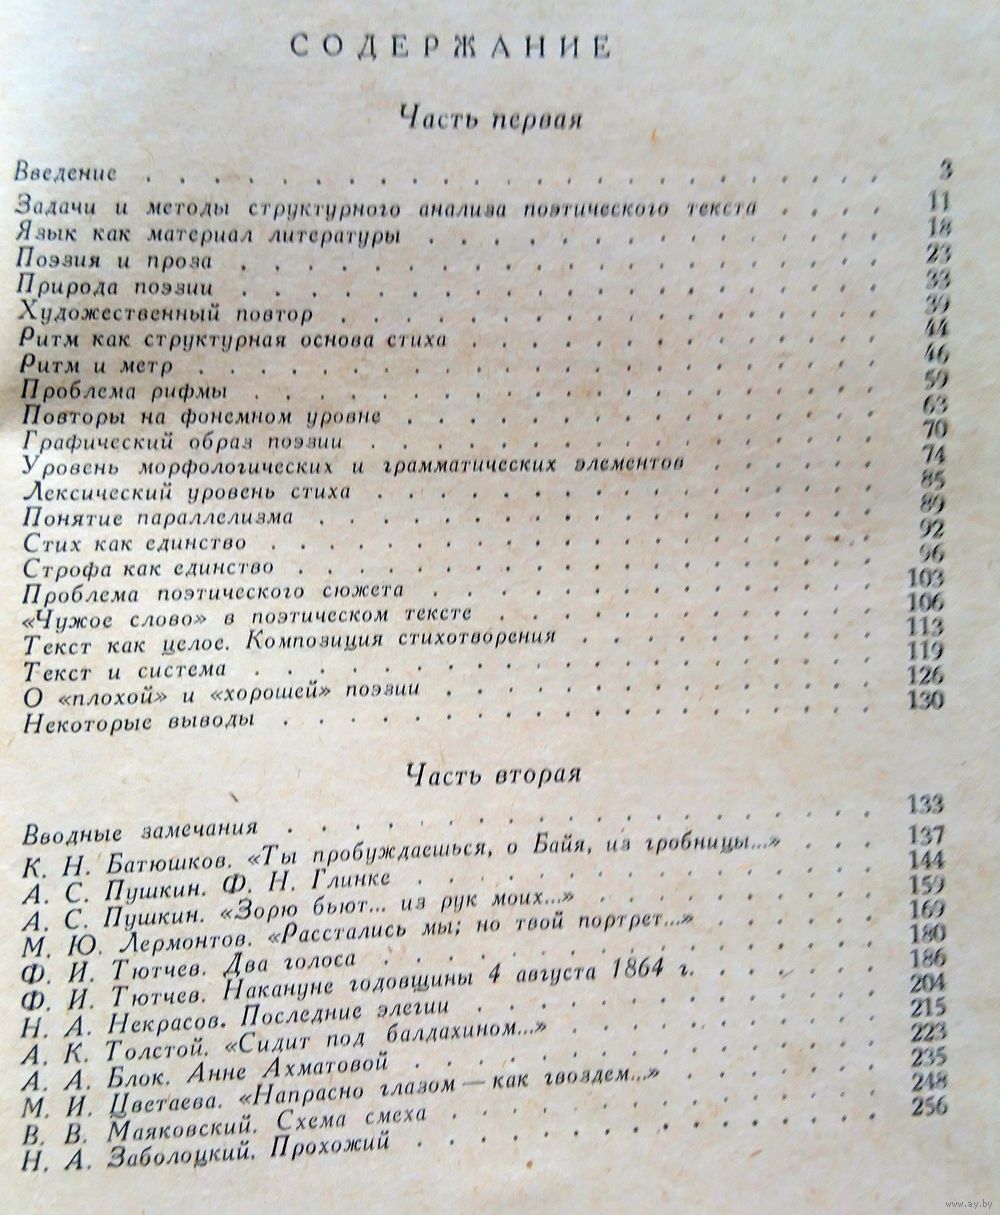 СОДЕРЖАНИЕ
Часть первая
Введение . . . . . . . . . . 3
Задачи и методы структурного анализа поэтического текста . . . . 11
Язык как материал литературы . . . . . . . . . . 18
Поэзия и проза . . . . . . . . . . 23
Природа поэзии . . . . . . . . . . 33
Художественный повтор . . . . . . . . . . 39
Ритм как структурная основа стиха . . . . . . . . . . 44
Ритм и метр . . . . . . . . . . 46
Проблема рифмы . . . . . . . . . . 59
Повторы на фонемном уровне . . . . . . . . . . 63
Графический образ поэзии . . . . . . . . . . 70
Уровень морфологических и грамматических элементов . . . . . . 74
Лексический уровень стиха . . . . . . . . . . 85
Понятие параллелизма . . . . . . . . . . 89
Стих как единство . . . . . . . . . . 92
Строфа как единство . . . . . . . . . . 96
Проблема поэтического сюжета . . . . . . . . . . 103
«Чужое слово» в поэтическом тексте . . . . . . . . . . 106
Текст как целое. Композиция стихотворения . . . . . . . . . . 113
Текст и система . . . . . . . . . . 119
О «плохой» и «хорошей» поэзии . . . . . . . . . . 126
Некоторые выводы . . . . . . . . . . 130
Часть вторая
Вводные замечания . . . . . . . . . . 133
К. Н. Батюшков. «Ты пробуждаешься, о Байя, из гробницы...» . . . 137
А. С. Пушкин. Ф. Н. Глинке . . . . . . . . . . 144
А. С. Пушкин. «Зорю бьют... из рук моих...» . . . . . . . . . . 159
М. Ю. Лермонтов. «Расстались мы; но твой портрет...» . . . . . . 169
Ф. И. Тютчев. Два голоса . . . . . . . . . . 180
Ф. И. Тютчев. Накануне годовщины 4 августа 1864 г. . . . . . . 186
Н. А. Некрасов. Последние элегии . . . . . . . . . . 204
А. К. Толстой. «Сидит под балдахином...» . . . . . . . . . . 215
А. А. Блок. Анне Ахматовой . . . . . . . . . . 223
М. И. Цветаева. «Напрасно глазом — как гвоздем...» . . . . . . 235
В. В. Маяковский. Схема смеха . . . . . . . . . . 248
Н. А. Заболоцкий. Прохожий . . . . . . . . . . 256
www.ay.by